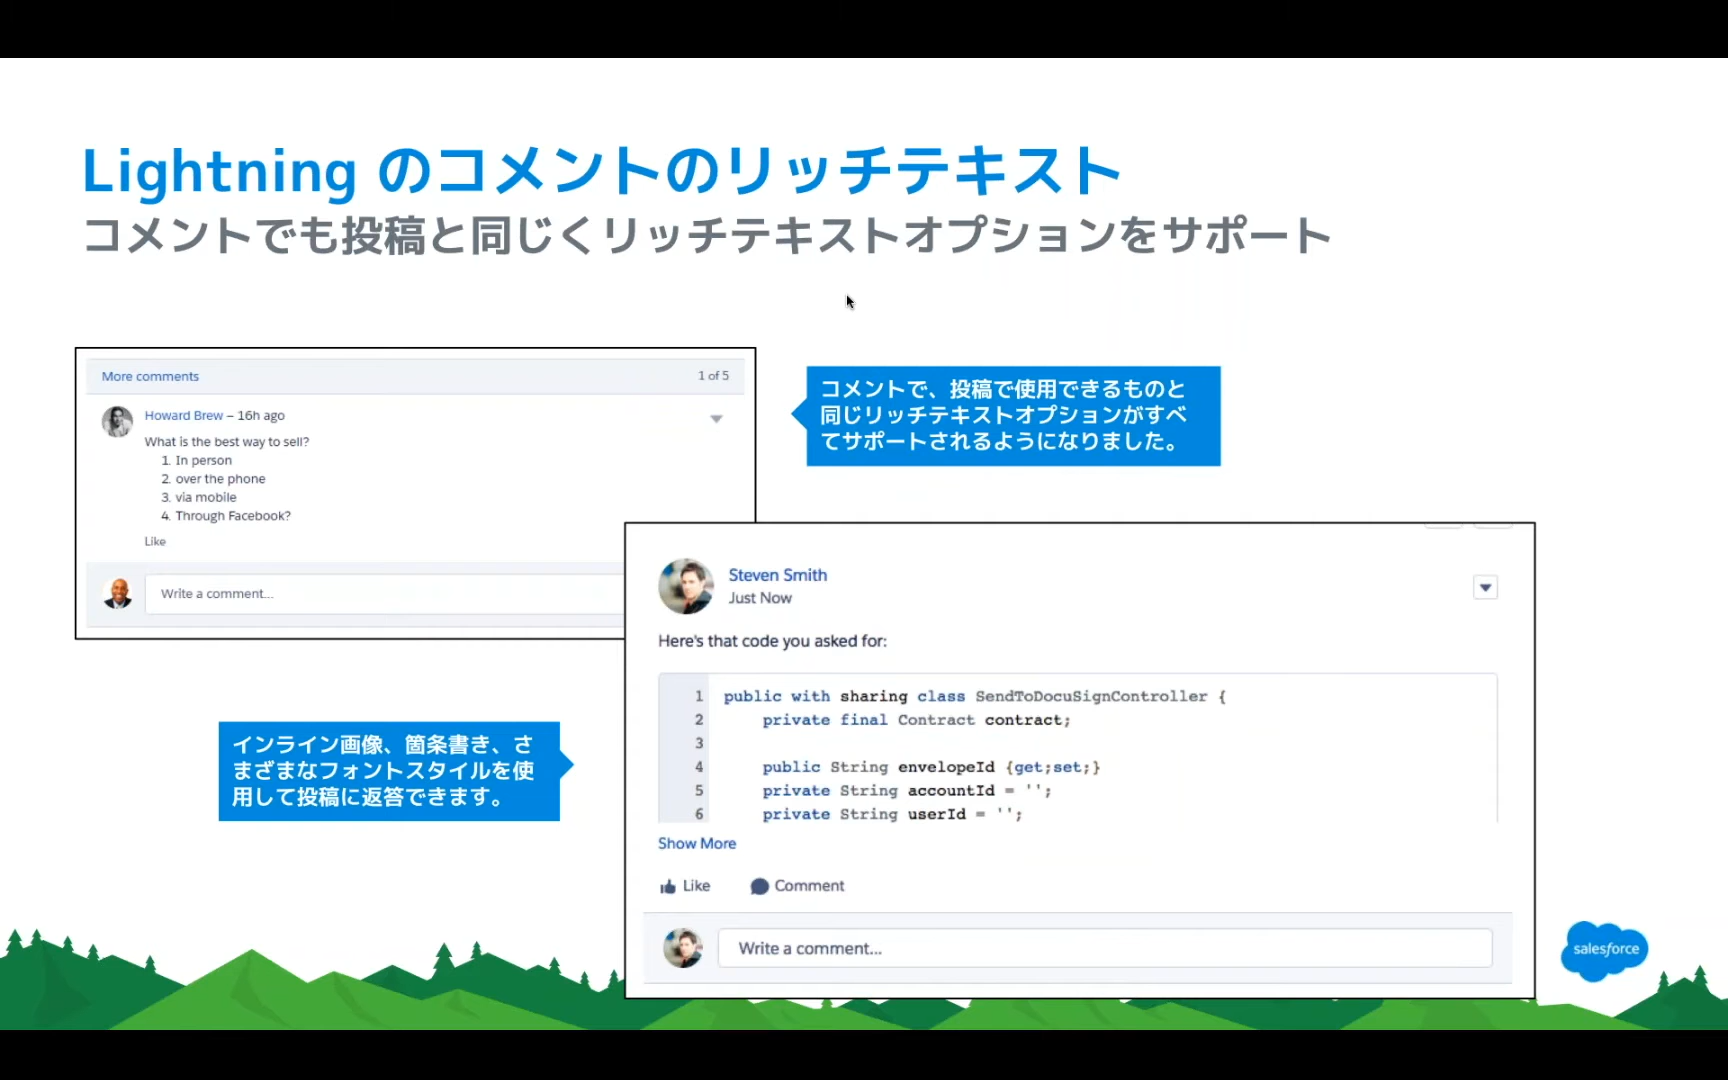 Lightning のコメントのリッチテキスト
コメントでも投稿と同じくリッチテキストオプションをサポート
More comments
1 of 5
Howard Brew – 16h ago
What is the best way to sell?
1. In person
2. over the phone
3. via mobile
4. Through Facebook?
Like
Write a comment...
コメントで、投稿で使用できるものと
同じリッチテキストオプションがすべ
てサポートされるようになりました。
インライン画像、箇条書き、さ
まざまなフォントスタイルを使
用して投稿に返答できます。
Steven Smith
Just Now
Here's that code you asked for:
1 public with sharing class SendToDocuSignController {
2 private final Contract contract;
3
4 public String envelopeId {get;set;}
5 private String accountId = '';
6 private String userId = '';
Show More
Like
Comment
Write a comment...
salesforce